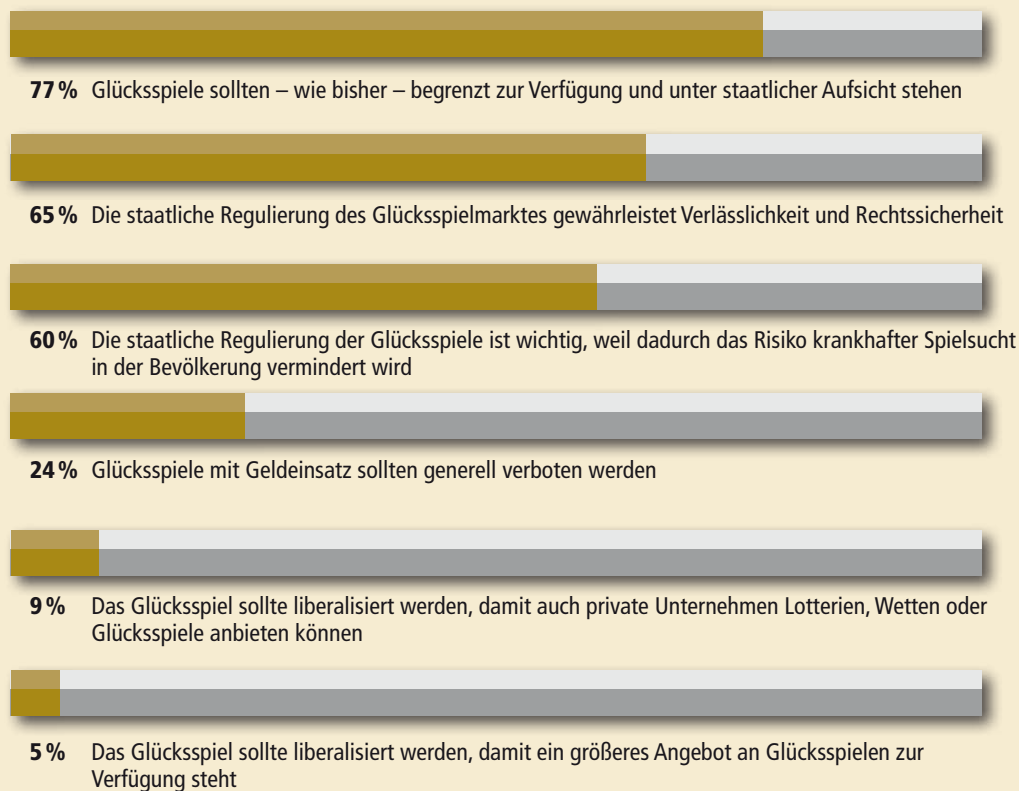 77 % Glücksspiele sollten – wie bisher – begrenzt zur Verfügung und unter staatlicher Aufsicht stehen
65 % Die staatliche Regulierung des Glücksspielmarktes gewährleistet Verlässlichkeit und Rechtssicherheit
60 % Die staatliche Regulierung der Glücksspiele ist wichtig, weil dadurch das Risiko krankhafter Spielsucht
in der Bevölkerung vermindert wird
24 % Glücksspiele mit Geldeinsatz sollten generell verboten werden
9 % Das Glücksspiel sollte liberalisiert werden, damit auch private Unternehmen Lotterien, Wetten oder
Glücksspiele anbieten können
5 % Das Glücksspiel sollte liberalisiert werden, damit ein größeres Angebot an Glücksspielen zur
Verfügung steht